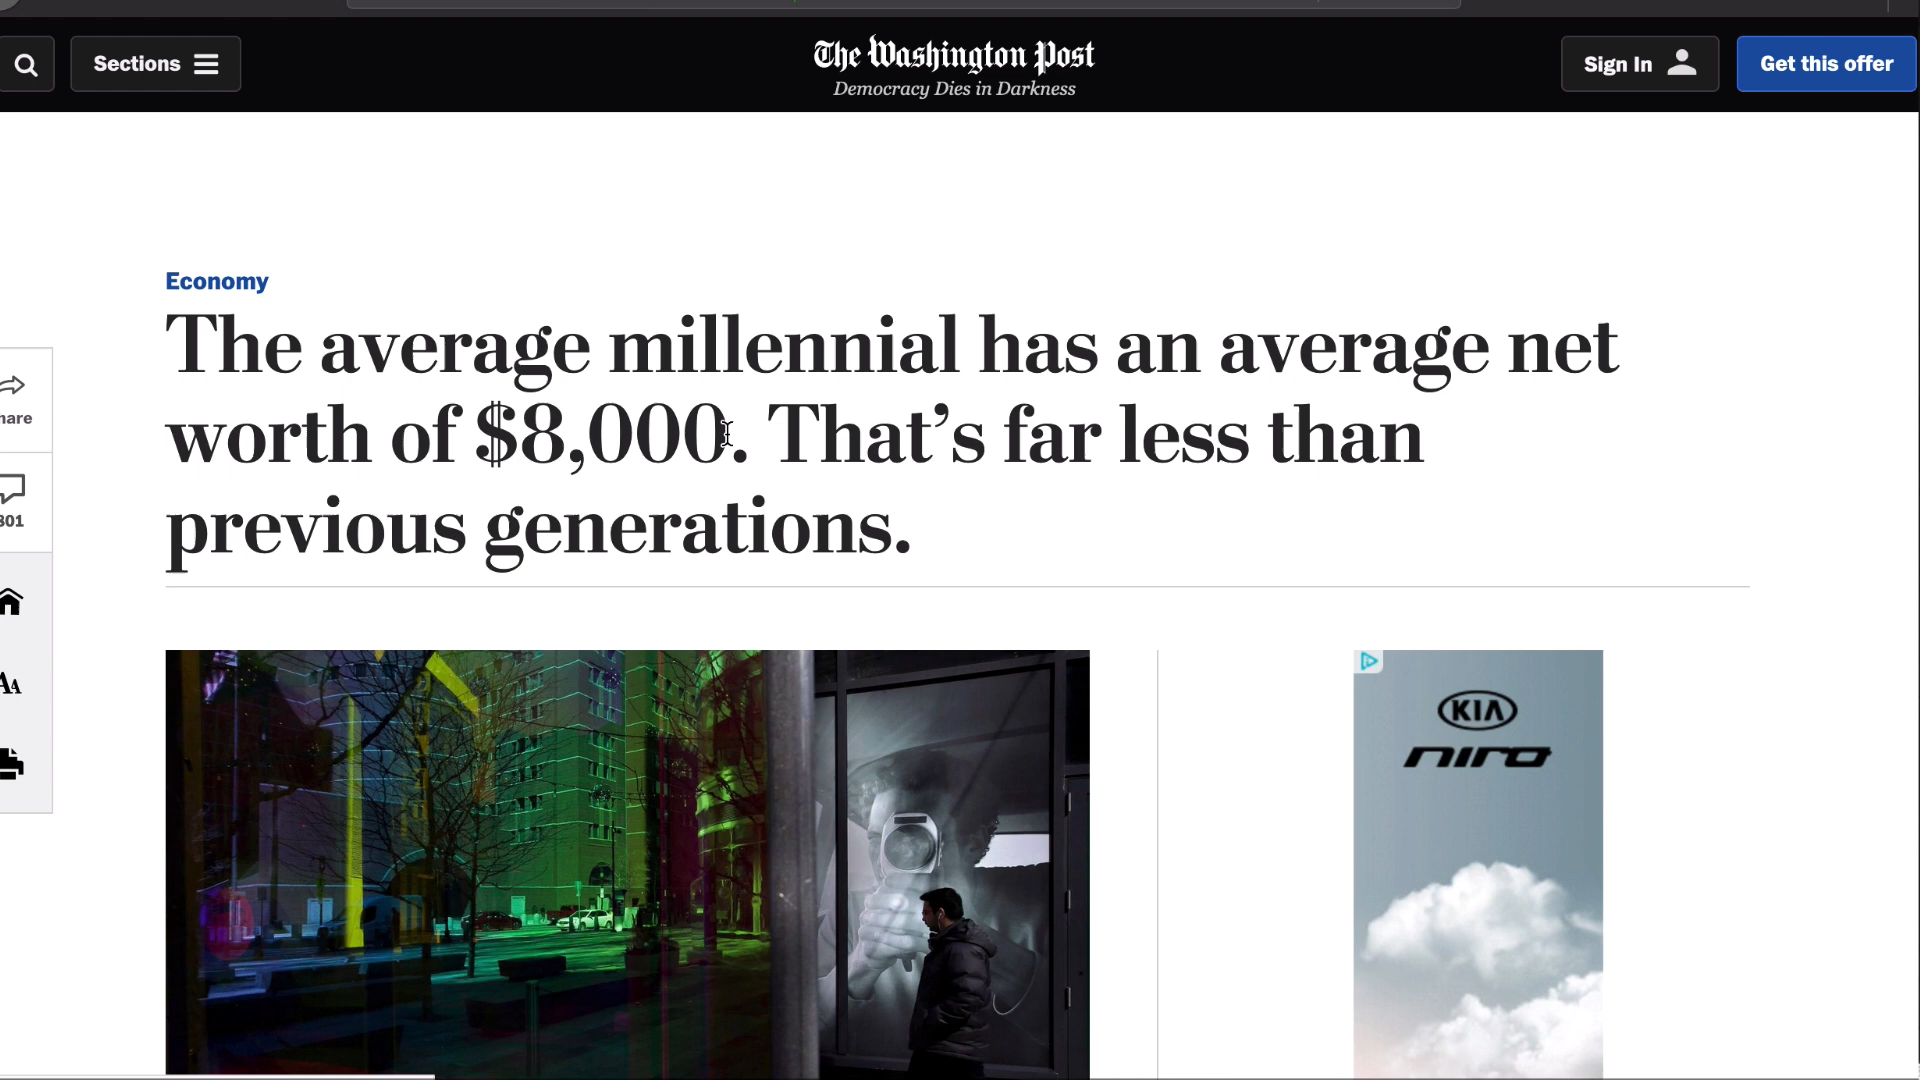 Sections
The Washington Post
Democracy Dies in Darkness
Sign In
Get this offer
Economy
The average millennial has an average net
worth of $8,000. That’s far less than
previous generations.
hare
301
AA
KIA
niro